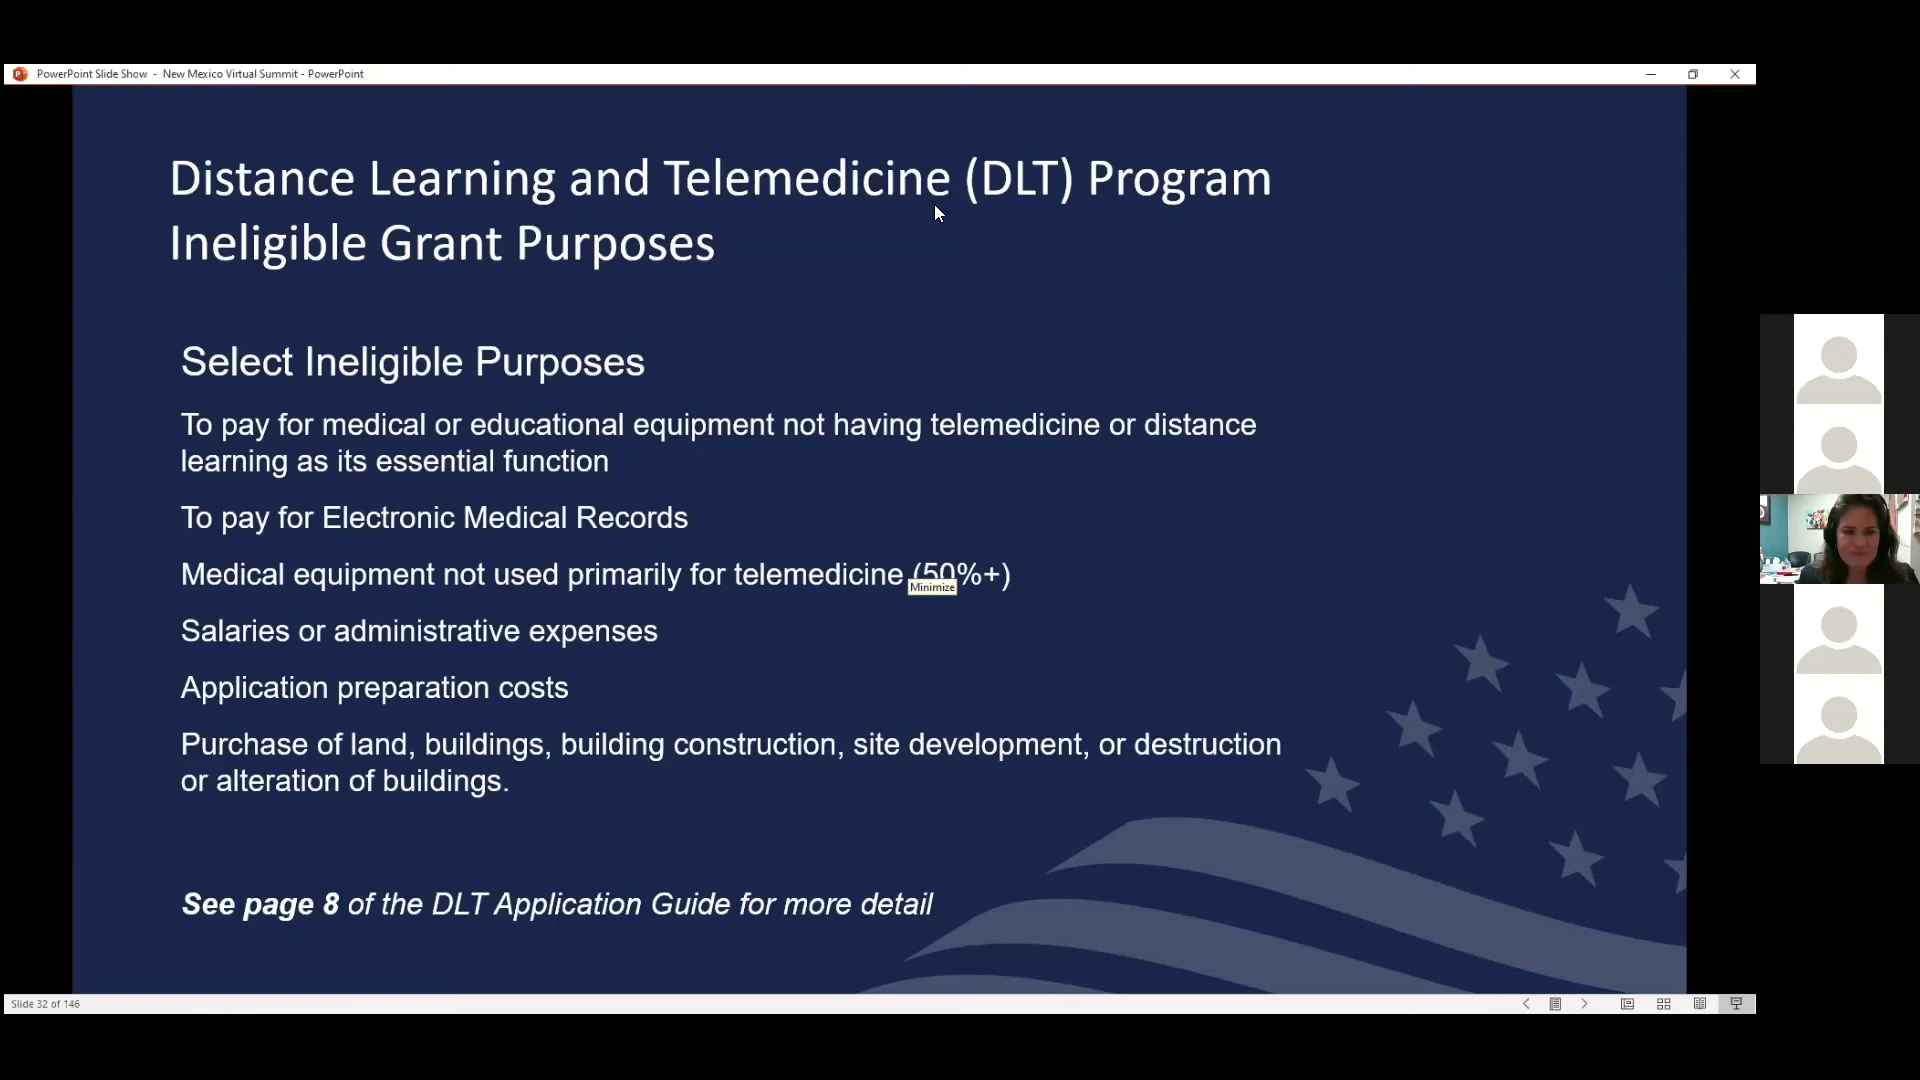 PowerPoint Slide Show - New Mexico Virtual Summit - PowerPoint
Distance Learning and Telemedicine (DLT) Program
Ineligible Grant Purposes
Select Ineligible Purposes
To pay for medical or educational equipment not having telemedicine or distance
learning as its essential function
To pay for Electronic Medical Records
Medical equipment not used primarily for telemedicine (50%+)
Minimize
Salaries or administrative expenses
Application preparation costs
Purchase of land, buildings, building construction, site development, or destruction
or alteration of buildings.
See page 8 of the DLT Application Guide for more detail
Slide 32 of 146